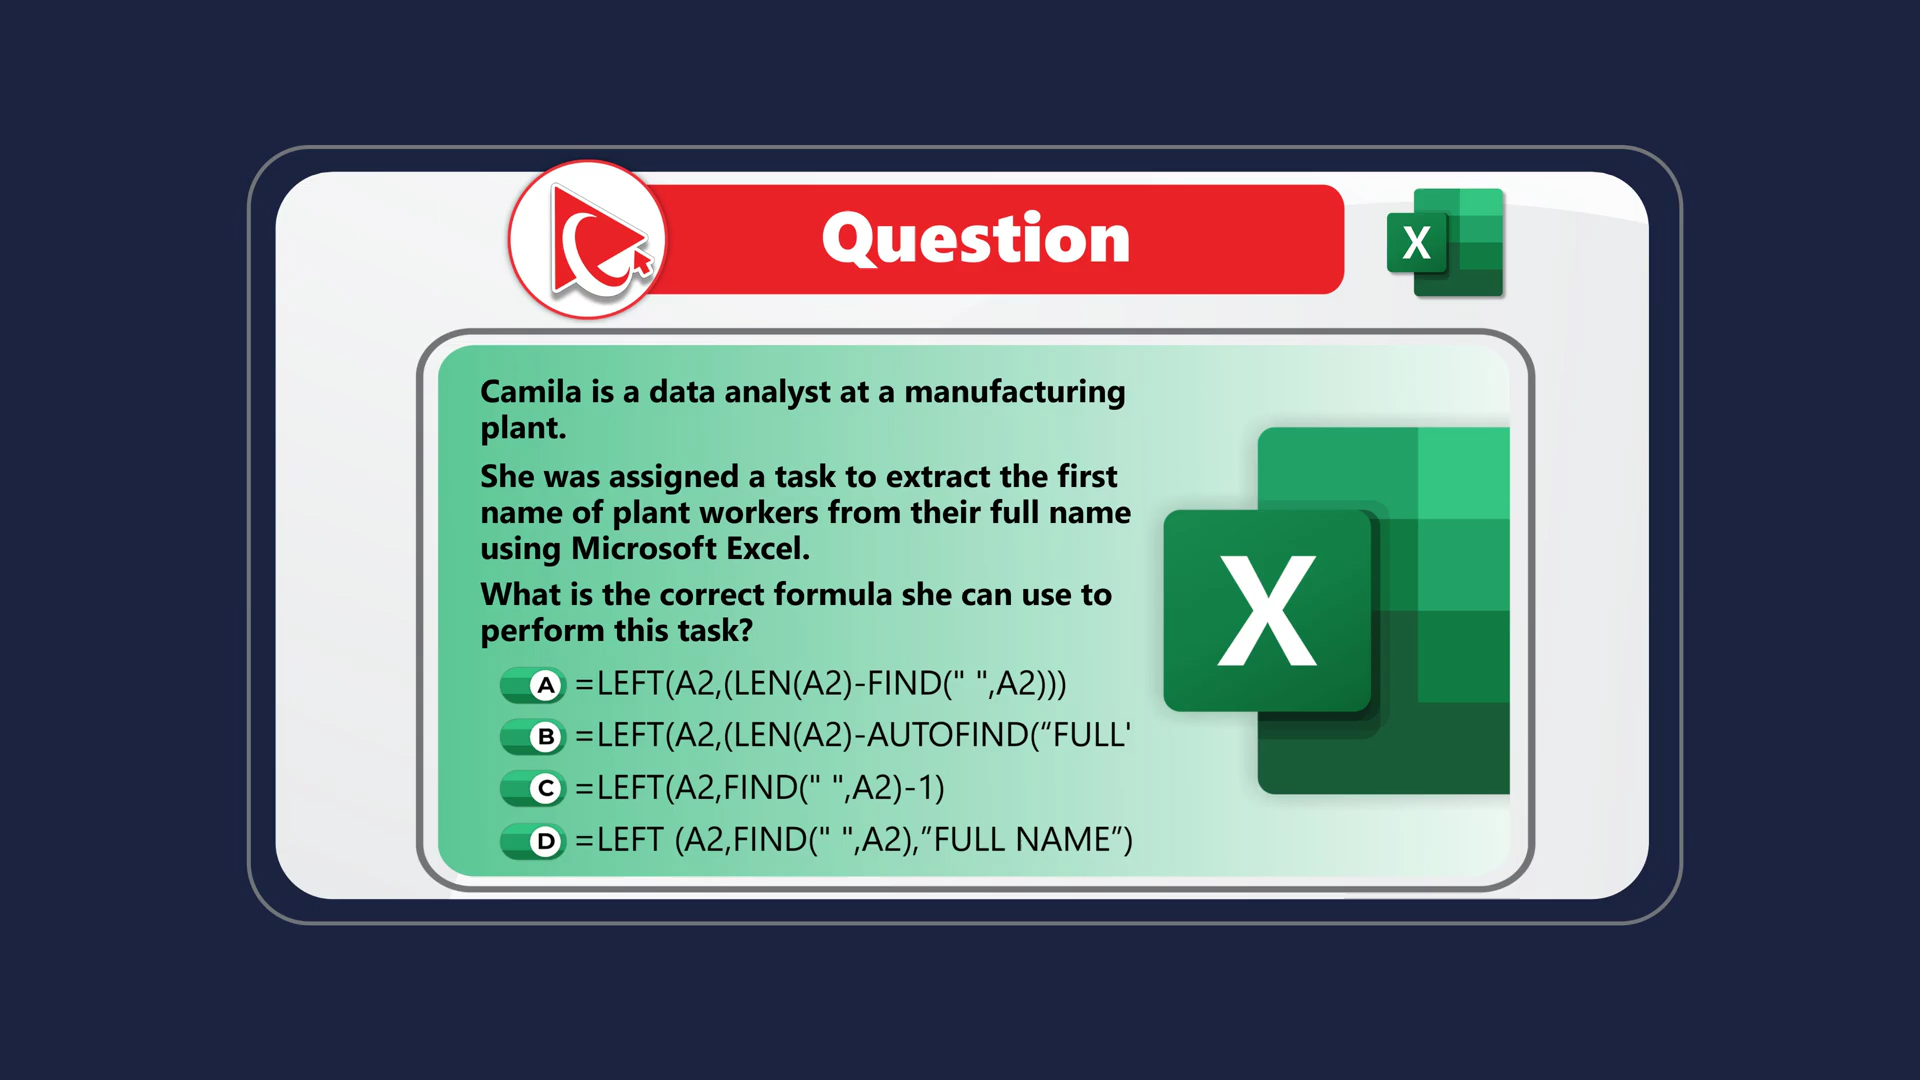 Question
X
Camila is a data analyst at a manufacturing
plant.
She was assigned a task to extract the first
name of plant workers from their full name
using Microsoft Excel.
What is the correct formula she can use to
perform this task?
X
A =LEFT(A2,(LEN(A2)-FIND(" ",A2)))
B =LEFT(A2,(LEN(A2)-AUTOFIND(“FULL'
C =LEFT(A2,FIND(" ",A2)-1)
D =LEFT (A2,FIND(" ",A2),”FULL NAME”)